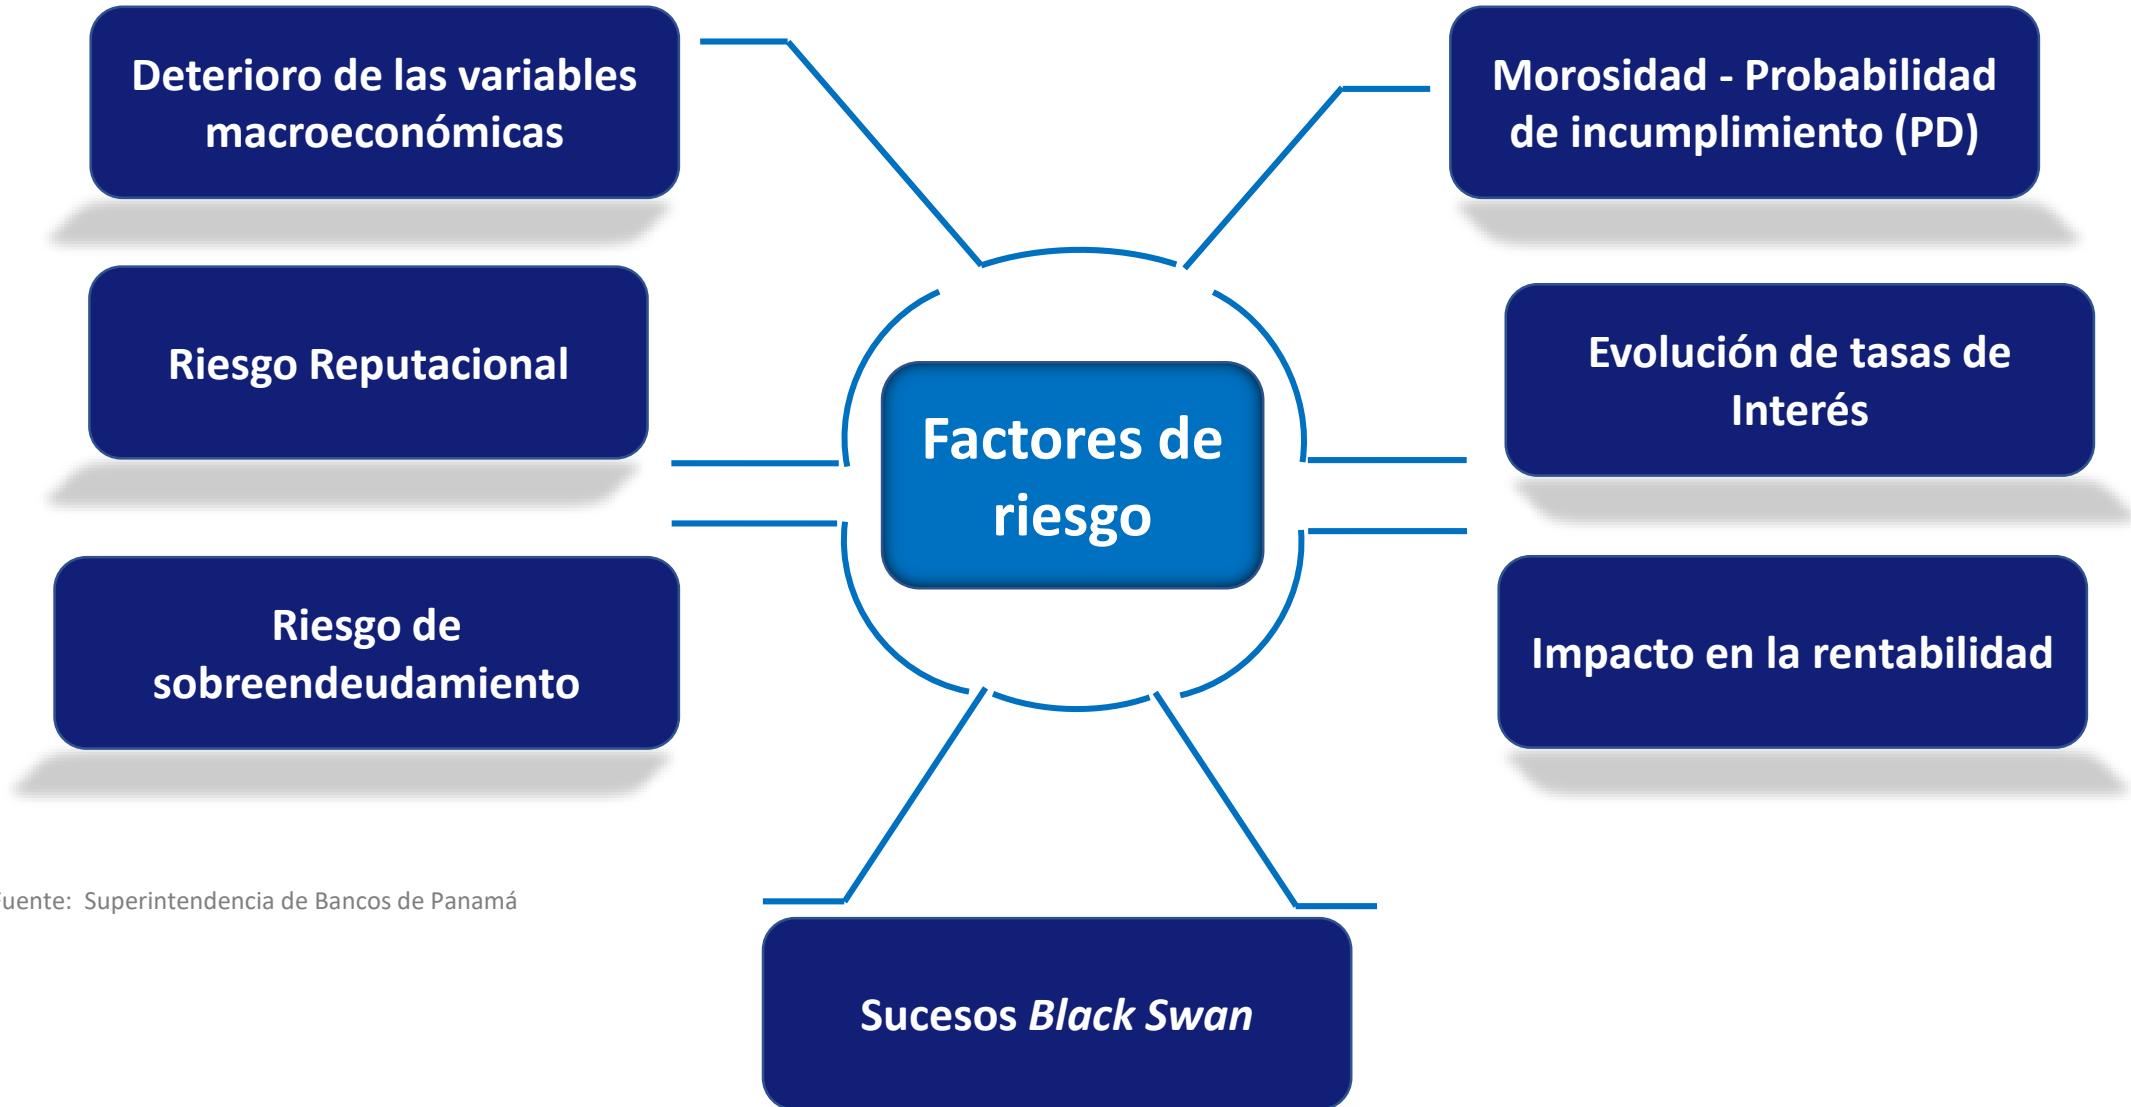 Deterioro de las variables
macroeconómicas
Morosidad - Probabilidad
de incumplimiento (PD)
Riesgo Reputacional
Evolución de tasas de
Interés
Factores de
riesgo
Riesgo de
sobreendeudamiento
Impacto en la rentabilidad
Fuente: Superintendencia de Bancos de Panamá
Sucesos Black Swan